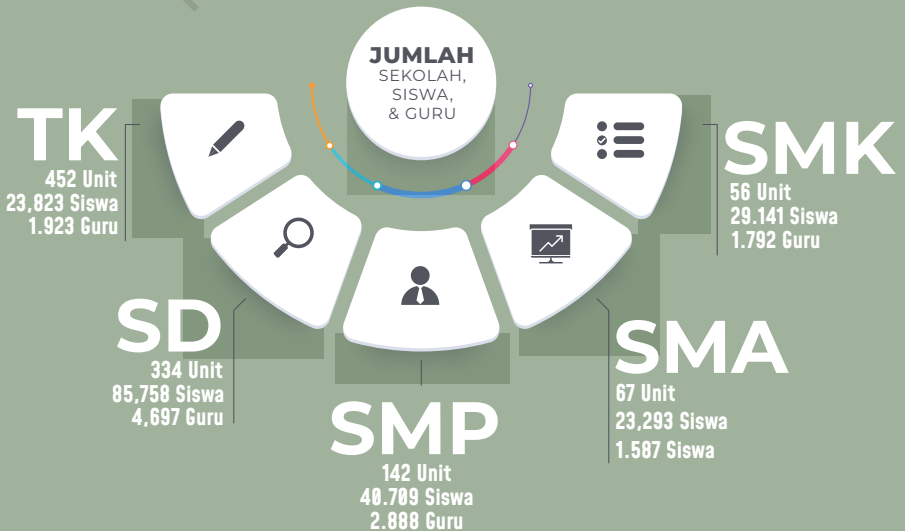 JUMLAH
SEKOLAH,
SISWA,
& GURU
TK
452 Unit
23,823 Siswa
1.923 Guru
SD
334 Unit
85,758 Siswa
4,697 Guru
SMP
142 Unit
40.709 Siswa
2.888 Guru
SMA
67 Unit
23,293 Siswa
1.587 Siswa
SMK
56 Unit
29.141 Siswa
1.792 Guru